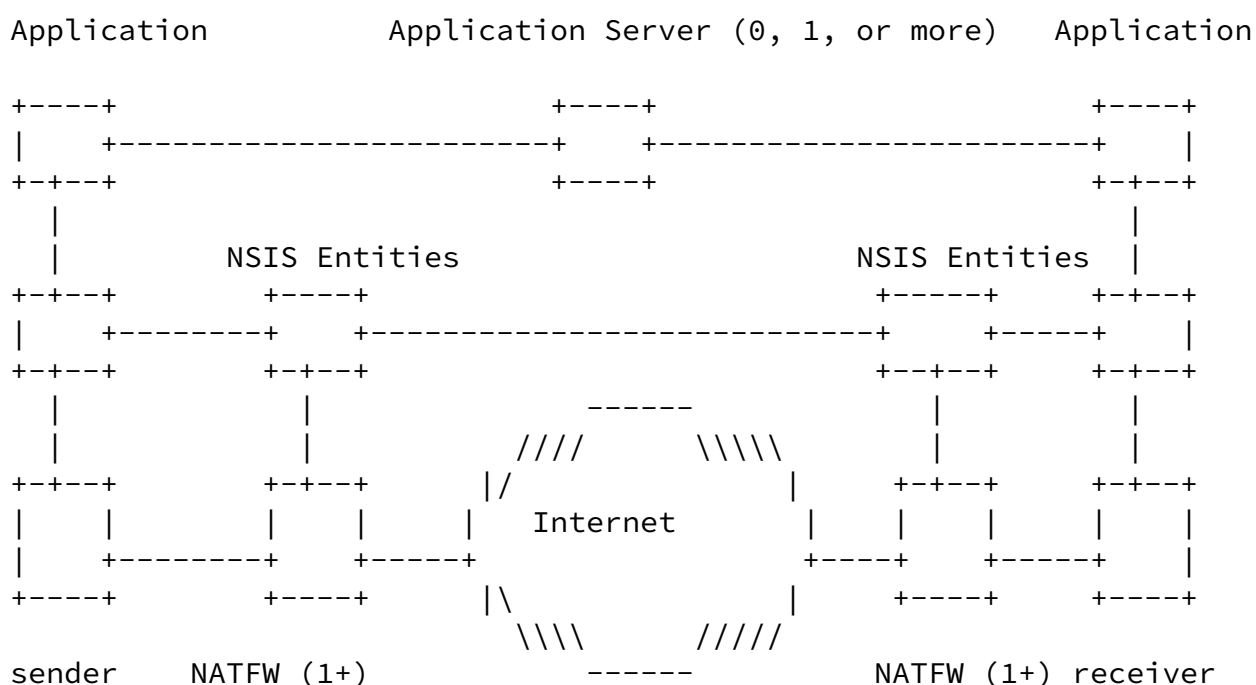 Application Application Server (0, 1, or more) Application
NSIS Entities NSIS Entities
Internet
sender NATFW (1+) NATFW (1+) receiver